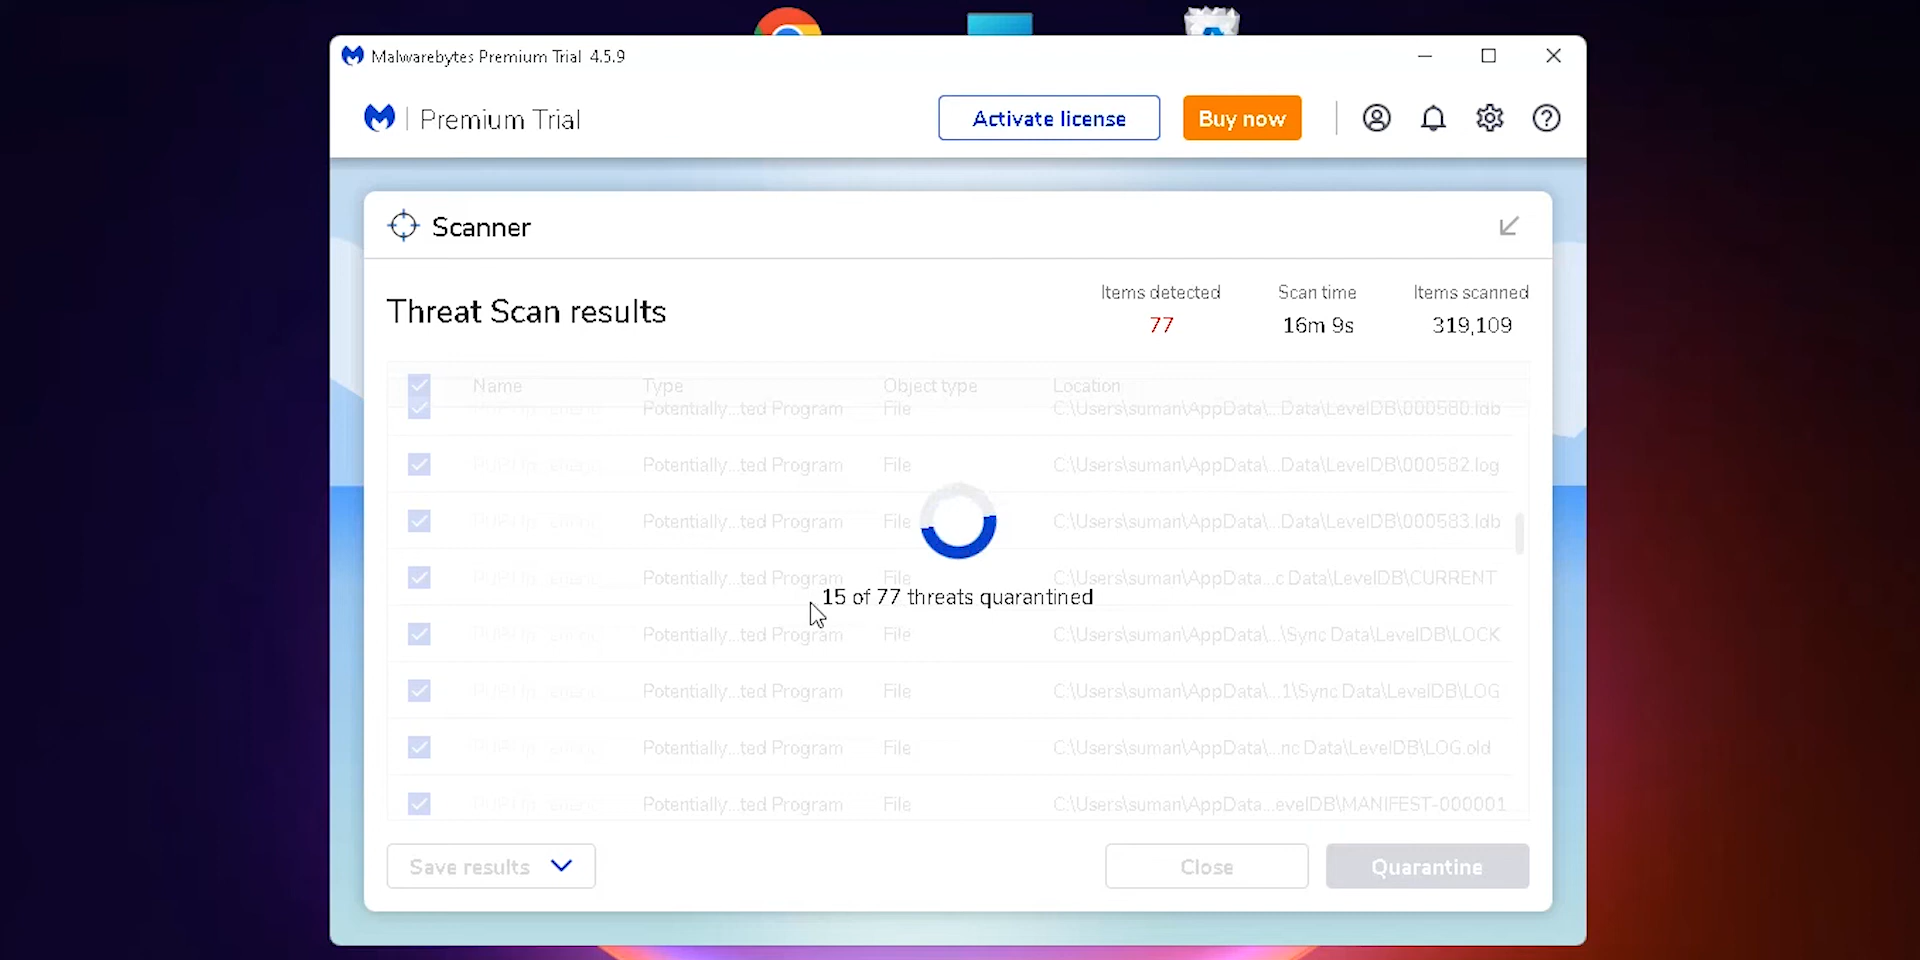 Malwarebytes Premium Trial 4.5.9
Premium Trial
Activate license
Buy now
Scanner
Threat Scan results
Items detected
77
Scan time
16m 9s
Items scanned
319,109
Name Type Object type Location
Potentially...ted Program File C:\Users\suman\AppData\...Data\LevelDB\000580.ldb
Potentially...ted Program File C:\Users\suman\AppData\...Data\LevelDB\000582.log
Potentially...ted Program File C:\Users\suman\AppData\...Data\LevelDB\000583.ldb
Potentially...ted Program File C:\Users\suman\AppData...c Data\LevelDB\CURRENT
15 of 77 threats quarantined
Potentially...ted Program File C:\Users\suman\AppData\...\Sync Data\LevelDB\LOCK
Potentially...ted Program File C:\Users\suman\AppData\...1\Sync Data\LevelDB\LOG
Potentially...ted Program File C:\Users\suman\AppData\...nc Data\LevelDB\LOG.old
Potentially...ted Program File C:\Users\suman\AppData...evelDB\MANIFEST-000001
Save results
Close
Quarantine